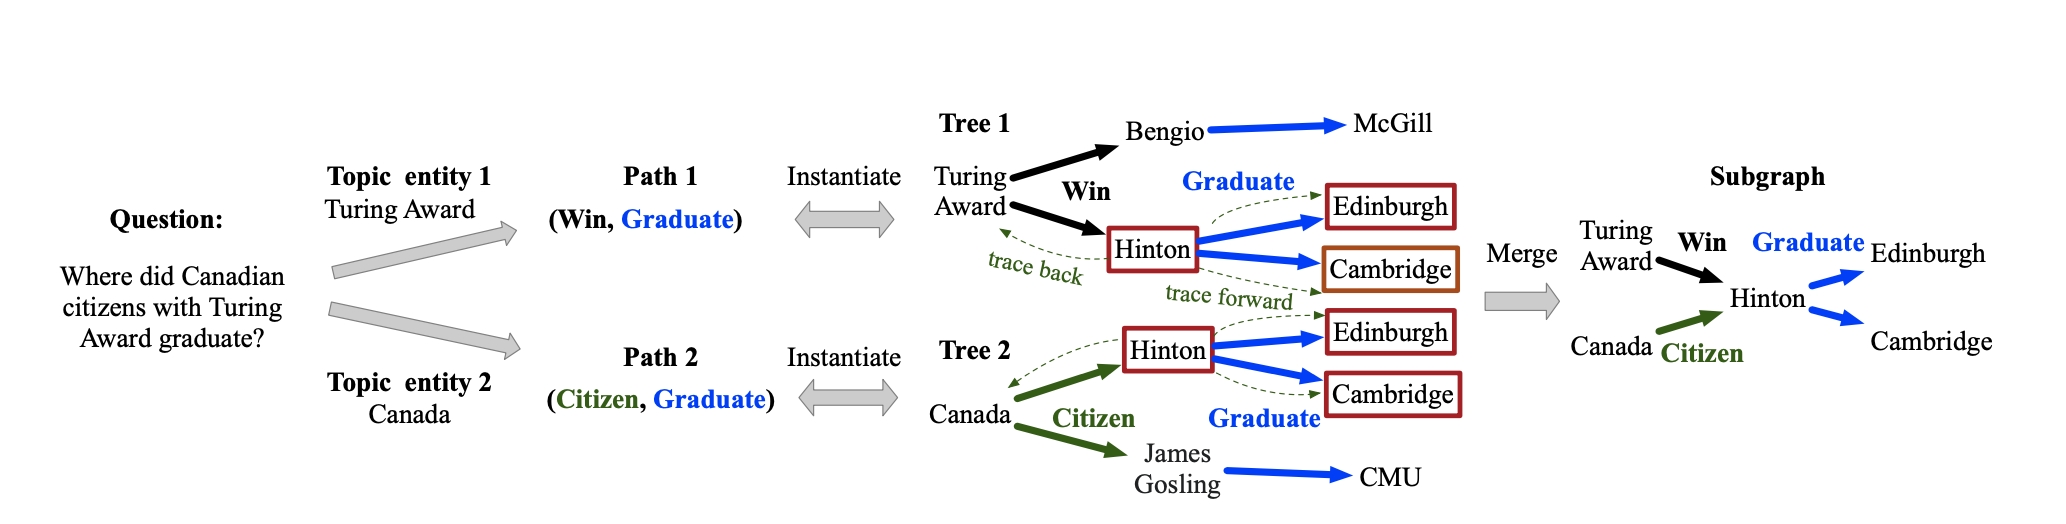 Question:
Where did Canadian
citizens with Turing
Award graduate?
Topic entity 1
Turing Award
Topic entity 2
Canada
Path 1
(Win, Graduate)
Path 2
(Citizen, Graduate)
Instantiate
Instantiate
Tree 1
Turing
Award
Win
Bengio
McGill
Hinton
Graduate
Edinburgh
Cambridge
trace back
trace forward
Tree 2
Canada
Citizen
Hinton
Edinburgh
Cambridge
Graduate
James
Gosling
CMU
Merge
Subgraph
Turing
Award
Win
Graduate
Edinburgh
Hinton
Canada
Citizen
Cambridge